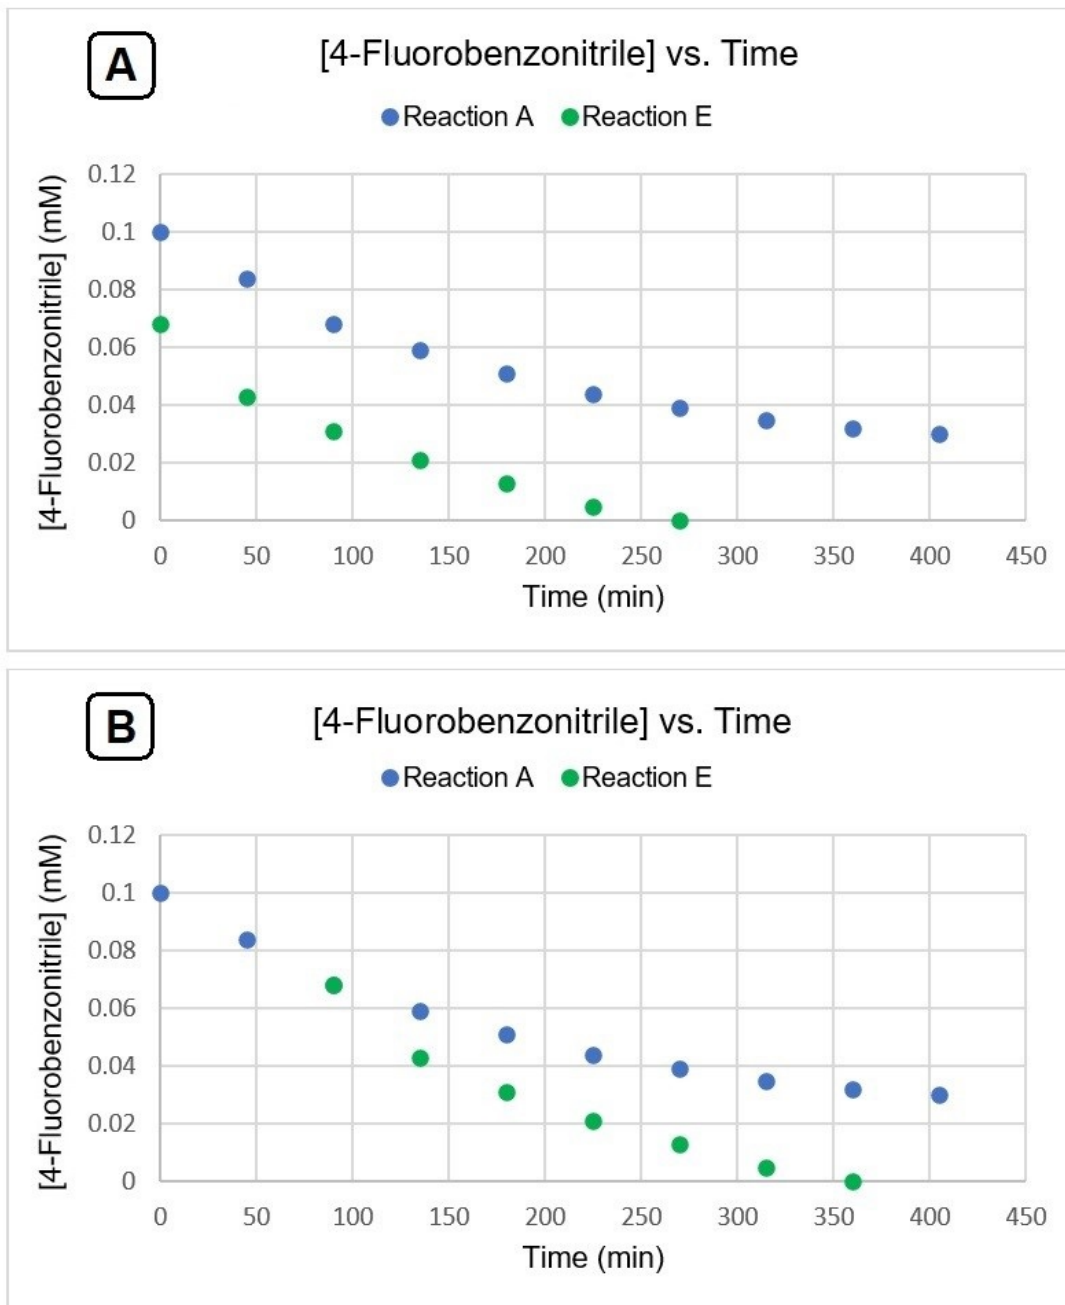 A
[4-Fluorobenzonitrile] vs. Time
Reaction A Reaction E
[4-Fluorobenzonitrile] (mM)
0.12
0.1
0.08
0.06
0.04
0.02
0
0 50 100 150 200 250 300 350 400 450
Time (min)
B
[4-Fluorobenzonitrile] vs. Time
Reaction A Reaction E
[4-Fluorobenzonitrile] (mM)
0.12
0.1
0.08
0.06
0.04
0.02
0
0 50 100 150 200 250 300 350 400 450
Time (min)